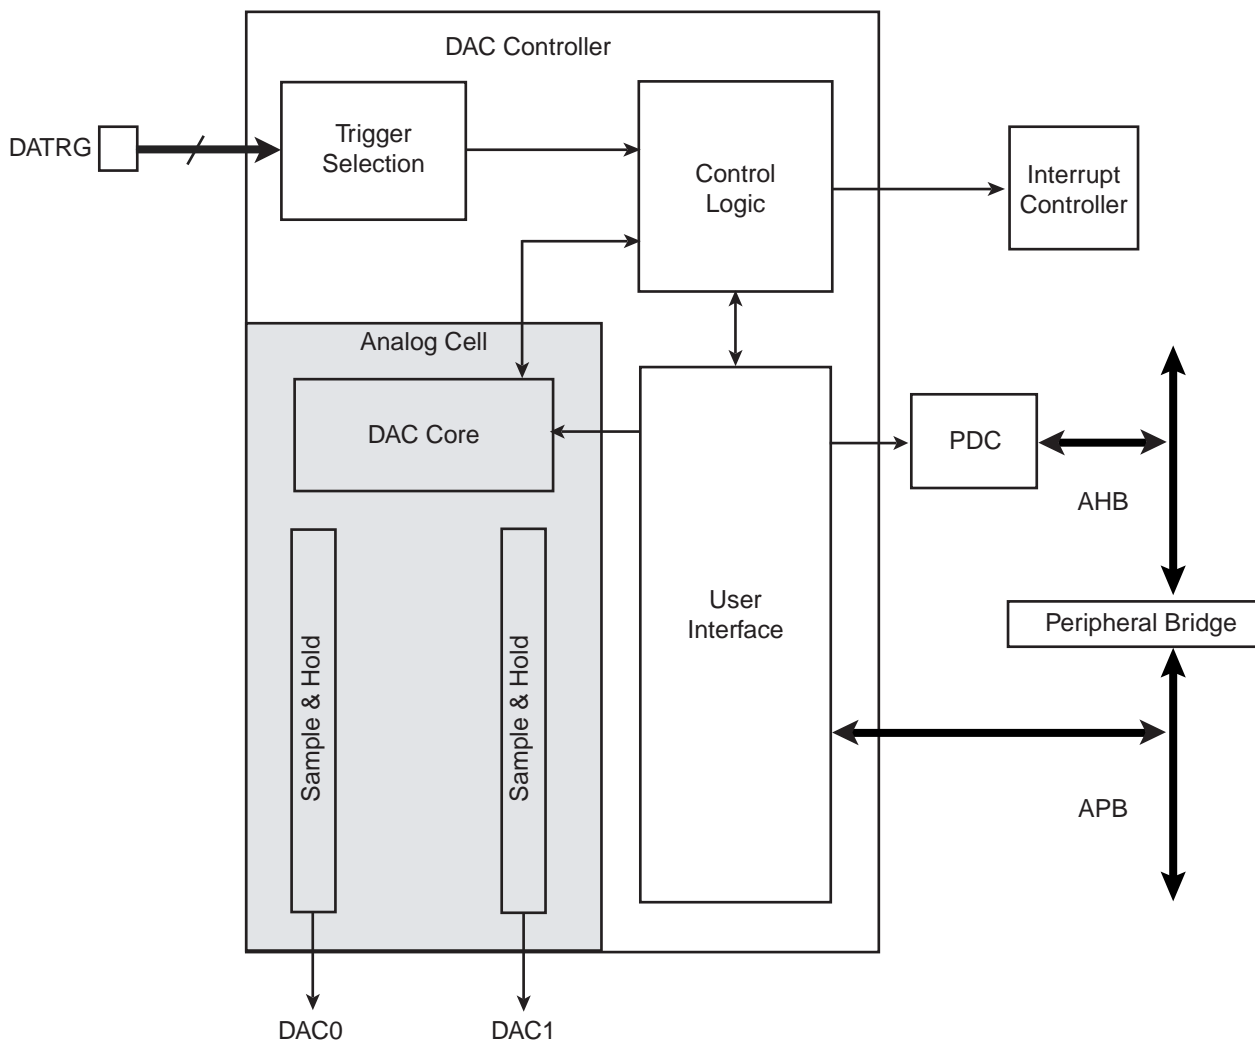 DAC Controller
DATRG
Trigger
Selection
Control
Logic
Interrupt
Controller
Analog Cell
DAC Core
PDC
AHB
User
Interface
Peripheral Bridge
Sample & Hold
Sample & Hold
APB
DAC0
DAC1